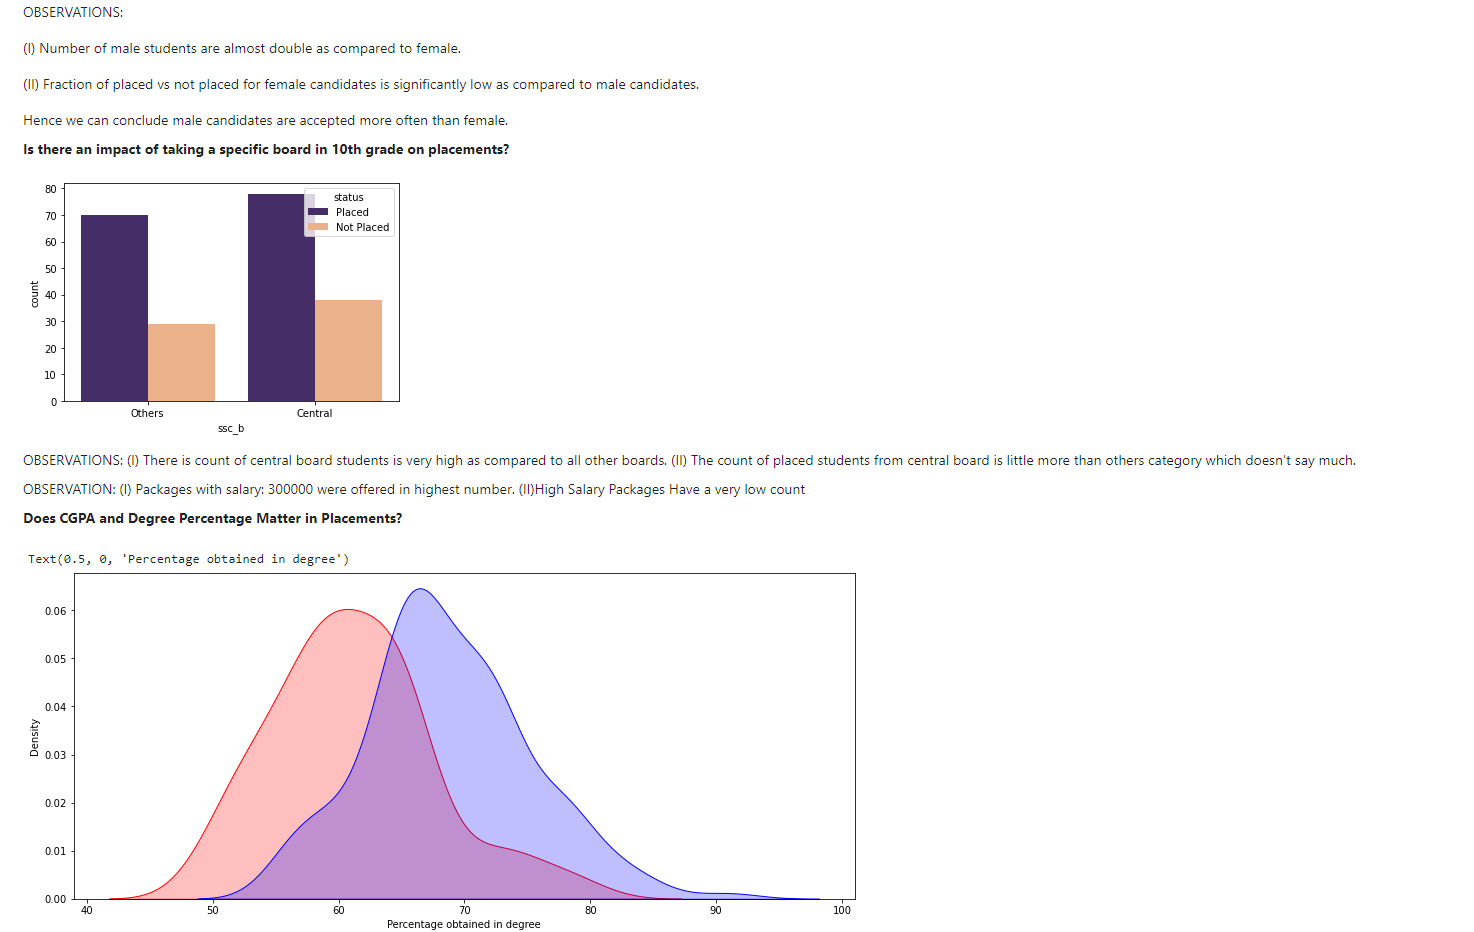 OBSERVATIONS:
(I) Number of male students are almost double as compared to female.
(II) Fraction of placed vs not placed for female candidates is significantly low as compared to male candidates.
Hence we can conclude male candidates are accepted more often than female.
Is there an impact of taking a specific board in 10th grade on placements?
80
70
60
50
40
30
20
10
0
count
status
Placed
Not Placed
Others
Central
ssc_b
OBSERVATIONS: (I) There is count of central board students is very high as compared to all other boards. (II) The count of placed students from central board is little more than others category which doesn't say much.
OBSERVATION: (I) Packages with salary: 300000 were offered in highest number. (II)High Salary Packages Have a very low count
Does CGPA and Degree Percentage Matter in Placements?
Text(0.5, 0, 'Percentage obtained in degree')
0.06
0.05
0.04
0.03
0.02
0.01
0.00
Density
40
50
60
70
80
90
100
Percentage obtained in degree